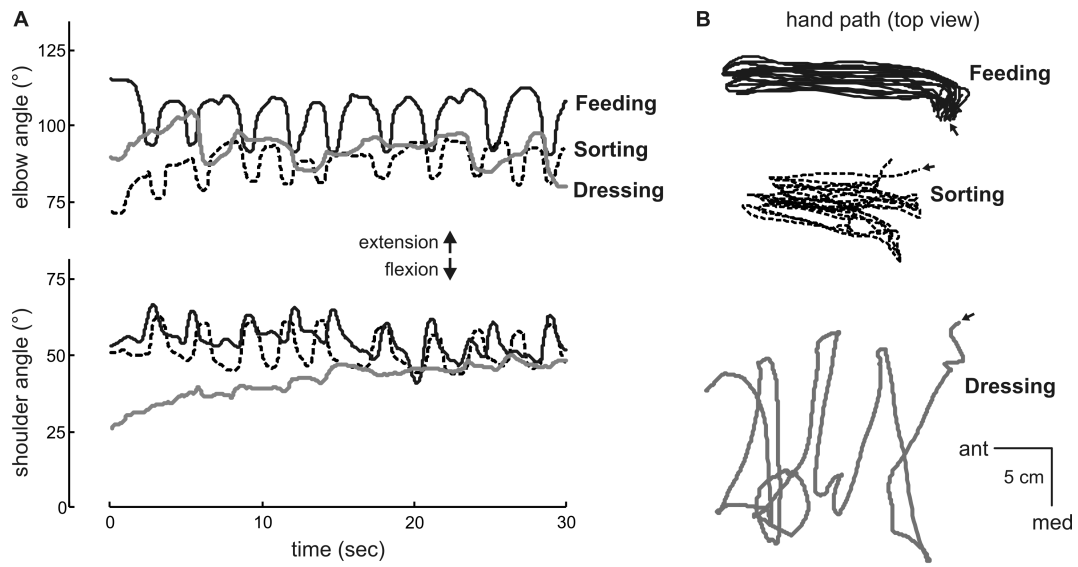 A
elbow angle (°)
125
100
75
Feeding
Sorting
Dressing
extension
flexion
shoulder angle (°)
75
50
25
0
0 10 20 30
time (sec)
B
hand path (top view)
Feeding
Sorting
Dressing
ant
5 cm
med